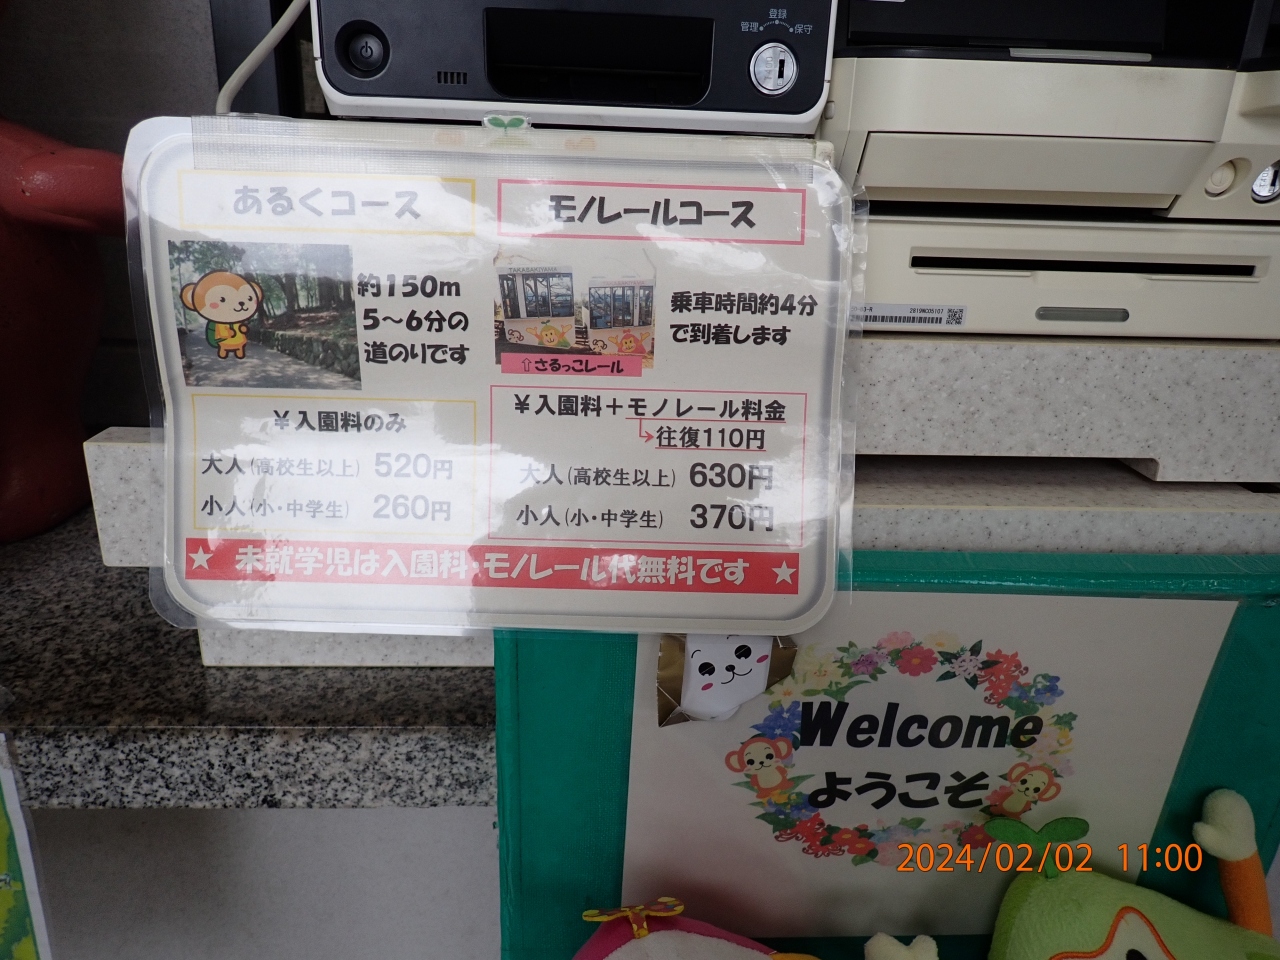 管理
登録
保守
あるくコース
約150m
5〜6分の
道のりです
¥入園料のみ
大人(高校生以上) 520円
小人(小・中学生) 260円
モノレールコース
TAKASAKIYAMA
乗車時間約4分
で到着します
⇧さるっこレール
¥入園料＋モノレール料金
往復110円
大人(高校生以上) 630円
小人(小・中学生) 370円
★ 未就学児は入園料・モノレール代無料です ★
Welcome
ようこそ
2024/02/02 11:00